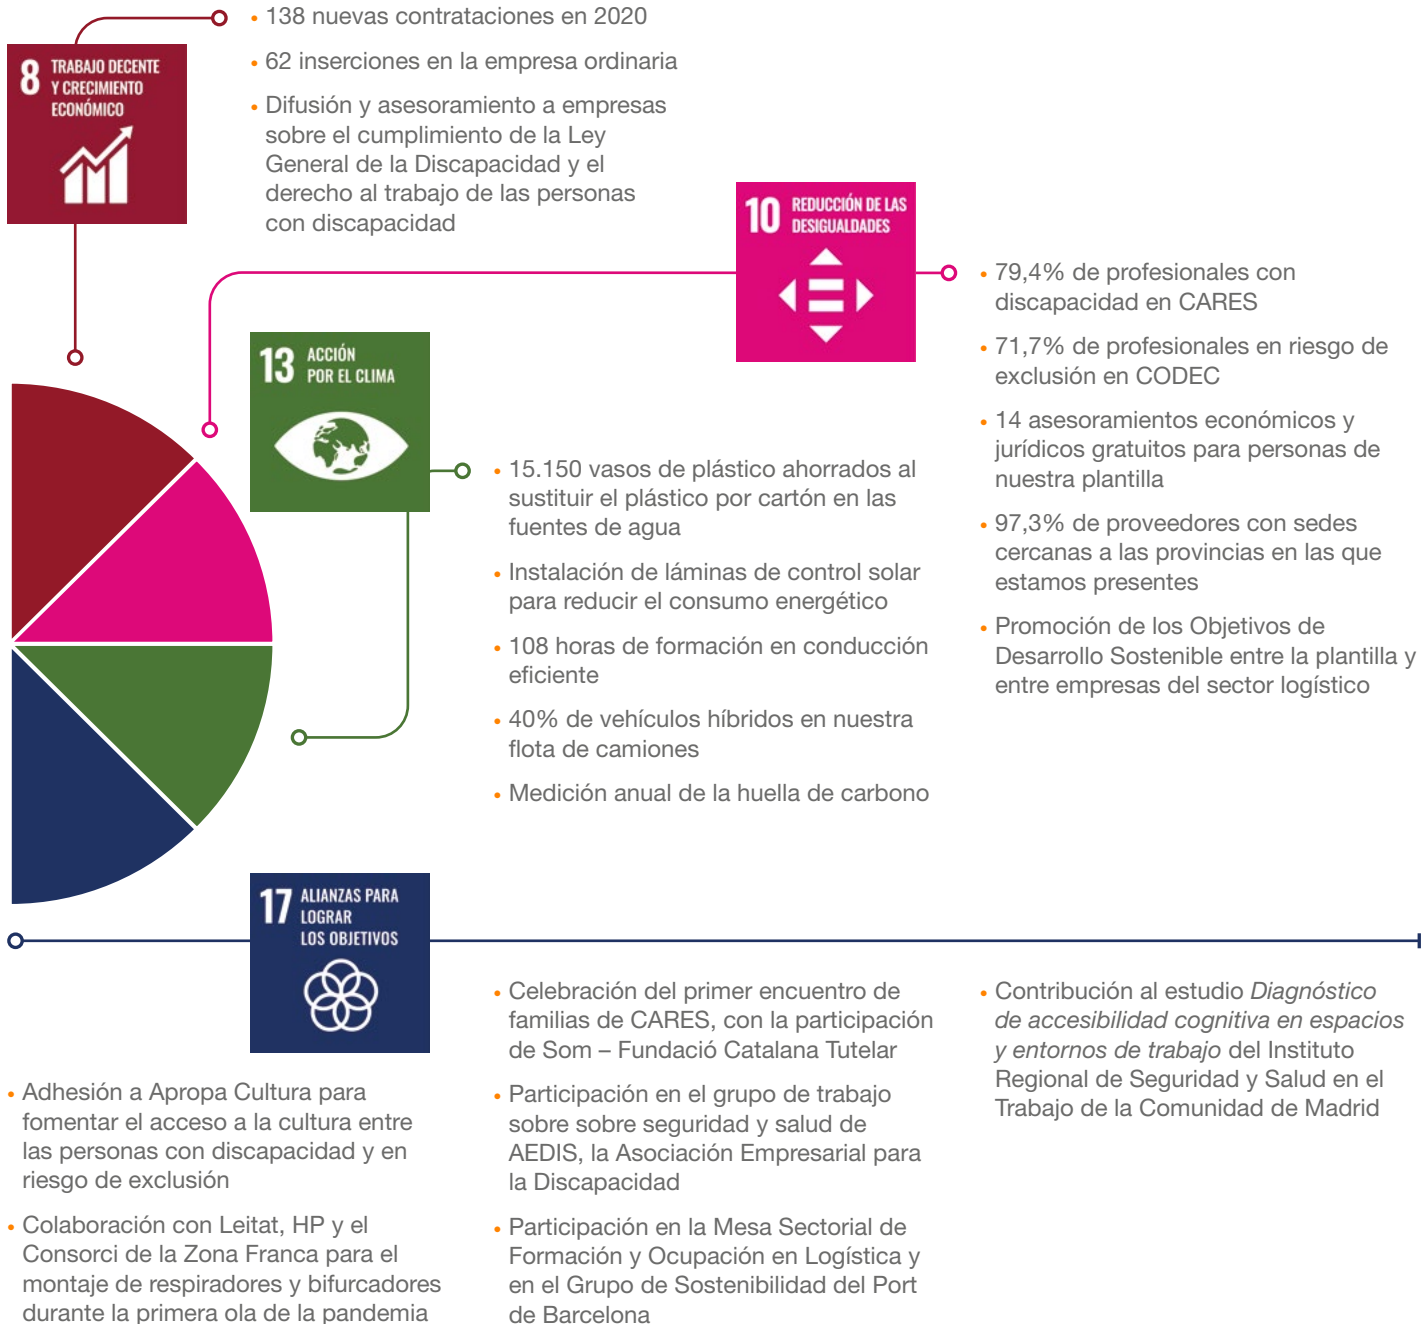 8 TRABAJO DECENTE
Y CRECIMIENTO
ECONÓMICO
• 138 nuevas contrataciones en 2020
• 62 inserciones en la empresa ordinaria
• Difusión y asesoramiento a empresas
sobre el cumplimiento de la Ley
General de la Discapacidad y el
derecho al trabajo de las personas
con discapacidad
10 REDUCCIÓN DE LAS
DESIGUALDADES
• 79,4% de profesionales con
discapacidad en CARES
• 71,7% de profesionales en riesgo de
exclusión en CODEC
• 14 asesoramientos económicos y
jurídicos gratuitos para personas de
nuestra plantilla
• 97,3% de proveedores con sedes
cercanas a las provincias en las que
estamos presentes
• Promoción de los Objetivos de
Desarrollo Sostenible entre la plantilla y
entre empresas del sector logístico
13 ACCIÓN
POR EL CLIMA
• 15.150 vasos de plástico ahorrados al
sustituir el plástico por cartón en las
fuentes de agua
• Instalación de láminas de control solar
para reducir el consumo energético
• 108 horas de formación en conducción
eficiente
• 40% de vehículos híbridos en nuestra
flota de camiones
• Medición anual de la huella de carbono
17 ALIANZAS PARA
LOGRAR
LOS OBJETIVOS
• Adhesión a Apropa Cultura para
fomentar el acceso a la cultura entre
las personas con discapacidad y en
riesgo de exclusión
• Colaboración con Leitat, HP y el
Consorci de la Zona Franca para el
montaje de respiradores y bifurcadores
durante la primera ola de la pandemia
• Celebración del primer encuentro de
familias de CARES, con la participación
de Som – Fundació Catalana Tutelar
• Participación en el grupo de trabajo
sobre sobre seguridad y salud de
AEDIS, la Asociación Empresarial para
la Discapacidad
• Participación en la Mesa Sectorial de
Formación y Ocupación en Logística y
en el Grupo de Sostenibilidad del Port
de Barcelona
• Contribución al estudio Diagnóstico
de accesibilidad cognitiva en espacios
y entornos de trabajo del Instituto
Regional de Seguridad y Salud en el
Trabajo de la Comunidad de Madrid